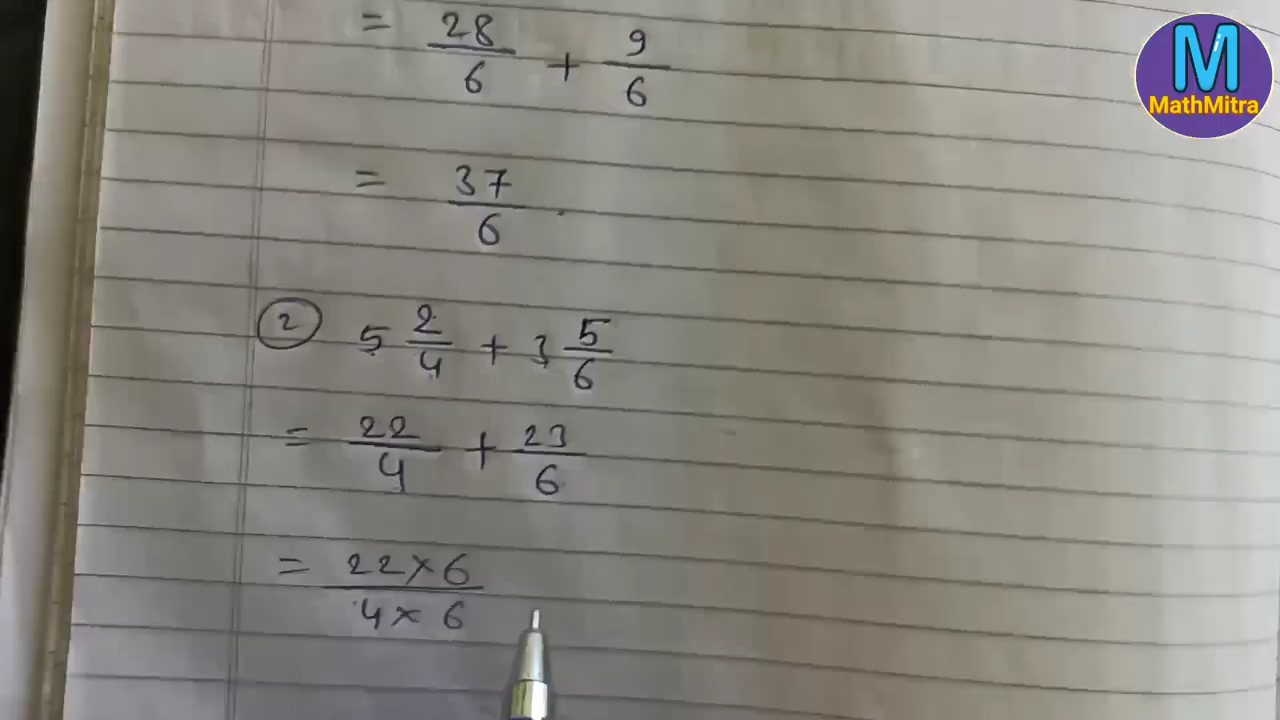 = 28/6 + 9/6
M
MathMitra
= 37/6
2 5 2/4 + 3 5/6
= 22/4 + 23/6
= 22×6/4×6